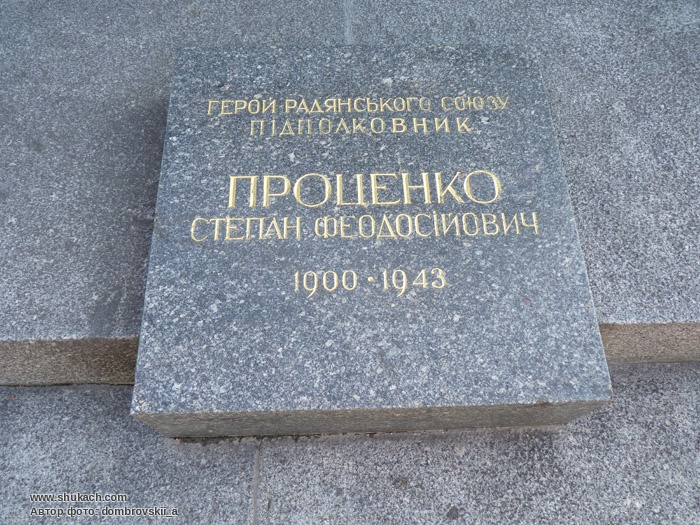 ГЕРОЙ РАДЯНСЬКОГО СОЮЗУ
ПІДПОЛКОВНИК
ПРОЦЕНКО
СТЕПАН ФЕОДОСІЙОВИЧ
1900 · 1943
www.shukach.com
Автор фото: dombrovskii_a